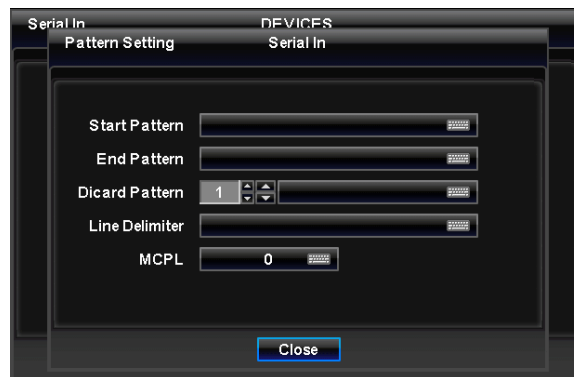 Serial In DEVICES
Pattern Setting Serial In
Start Pattern
End Pattern
Dicard Pattern 1
Line Delimiter
MCPL 0
Close